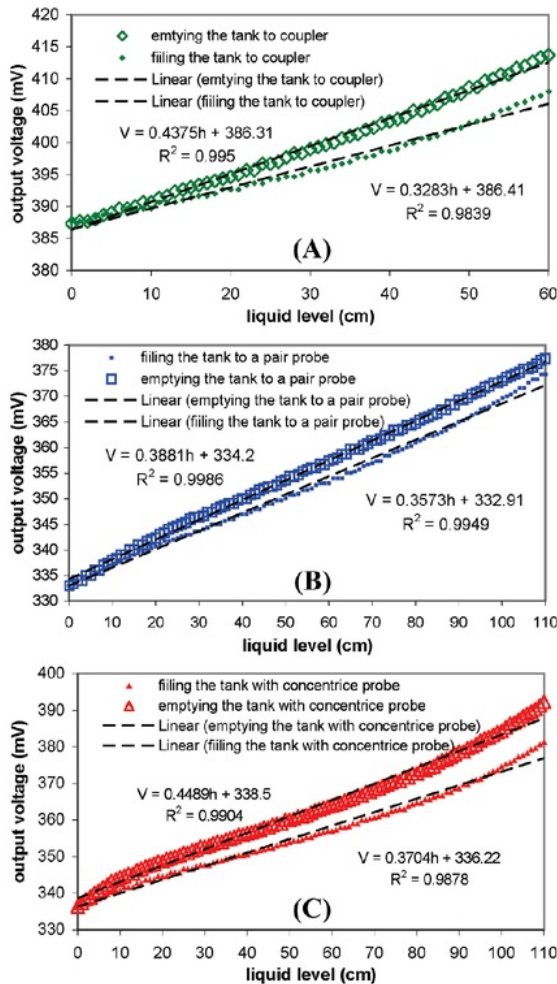 (A)
420
415
410
405
400
395
390
385
380
output voltage (mV)
emtying the tank to coupler
fiiling the tank to coupler
Linear (emtying the tank to coupler)
Linear (fiiling the tank to coupler)
V = 0.4375h + 386.31
R² = 0.995
V = 0.3283h + 386.41
R² = 0.9839
0 10 20 30 40 50 60
liquid level (cm)
(B)
380
375
370
365
360
355
350
345
340
335
330
output voltage (mV)
fiiling the tank to a pair probe
emptying the tank to a pair probe
Linear (emptying the tank to a pair probe)
Linear (fiiling the tank to a pair probe)
V = 0.3881h + 334.2
R² = 0.9986
V = 0.3573h + 332.91
R² = 0.9949
0 10 20 30 40 50 60 70 80 90 100 110
liquid level (cm)
(C)
400
390
380
370
360
350
340
330
output voltage (mV)
fiiling the tank with concentrice probe
emptying the tank with concentrice probe
Linear (emptying the tank with concentrice probe)
Linear (fiiling the tank with concentrice probe)
V = 0.4489h + 338.5
R² = 0.9904
V = 0.3704h + 336.22
R² = 0.9878
0 10 20 30 40 50 60 70 80 90 100 110
liquid level (cm)